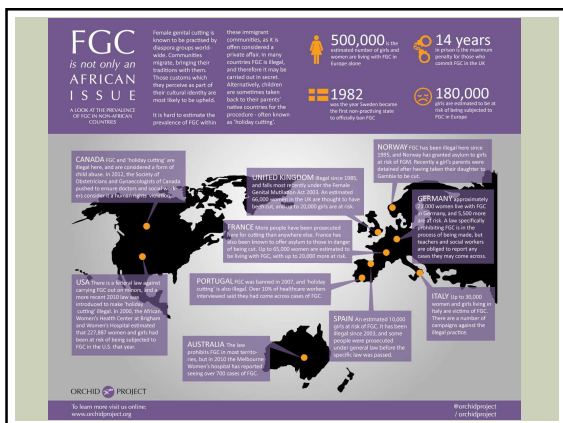 FGC
is not only an
AFRICAN
ISSUE
A LOOK AT THE PREVALENCE
OF FGC IN NON-AFRICAN
COUNTRIES
Female genital cutting is
known to be practised by
diaspora groups world-
wide. Communities
migrate, bringing their
traditions with them.
Those customs which
they perceive as part of
their cultural identity are
most likely to be upheld.
It is hard to estimate the
prevalence of FGC within
these immigrant
communities, as it is
often considered a
private affair. In many
countries FGC is illegal,
and therefore it may be
carried out in secret.
Alternatively, children
are sometimes taken
back to their parents'
native countries for the
procedure - often known
as 'holiday cutting'.
500,000 is the
estimated number of girls and
women are living with FGC in
Europe alone
14 years
in prison is the maximum
penalty for those who
commit FGC in the UK
1982
was the year Sweden became
the first non-practising state
to officially ban FGC
180,000
girls are estimated to be at
risk of being subjected to
FGC in Europe
CANADA FGC and 'holiday cutting' are
illegal here, and are considered a form of
child abuse. In 2012, the Society of
Obstetricians and Gynaecologists of Canada
pushed to ensure doctors and social work-
ers consider it a human rights violation.
UNITED KINGDOM Illegal since 1985,
and falls most recently under the Female
Genital Mutilation Act 2003. An estimated
66,000 women in the UK are thought to have
been cut, and up to 20,000 girls are at risk.
NORWAY FGC has been illegal here since
1995, and Norway has granted asylum to girls
at risk of FGM. Recently a girl's parents were
detained after having taken their daughter to
Gambia to be cut.
GERMANY approximately
women live with FGC
in Germany, and 5,500 more
are at risk. A law specifically
prohibiting FGC is in the
process of being made, but
teachers and social workers
are obliged to report any
cases they may come across.
FRANCE More people have been prosecuted
here for cutting than anywhere else. France has
also been known to offer asylum to those in danger
of being cut. Up to 65,000 women are estimated to
be living with FGC, with up to 20,000 more at risk.
USA There is a federal law against
carrying FGC out on minors, and a
more recent 2010 law was
introduced to make 'holiday
cutting' illegal. In 2000, the African
Women's Health Center at Brigham
and Women's Hospital estimated
that 227,887 women and girls had
been at risk of being subjected to
FGC in the U.S. that year.
PORTUGAL FGC was banned in 2007, and 'holiday
cutting' is also illegal. Over 10% of healthcare workers
interviewed said they had come across cases of FGC.
SPAIN An estimated 10,000
girls at risk of FGC. It has been
illegal since 2003, and some
people were prosecuted
under general law before the
specific law was passed.
ITALY Up to 30,000
women and girls living in
Italy are victims of FGC.
There are a number of
campaigns against the
illegal practice.
AUSTRALIA The law
prohibits FGC in most territo-
ries, but in 2010 the Melbourne
Women's hospital has reported
seeing over 700 cases of FGC.
ORCHID PROJECT
To learn more visit us online:
www.orchidproject.org
@orchidproject
/ orchidproject